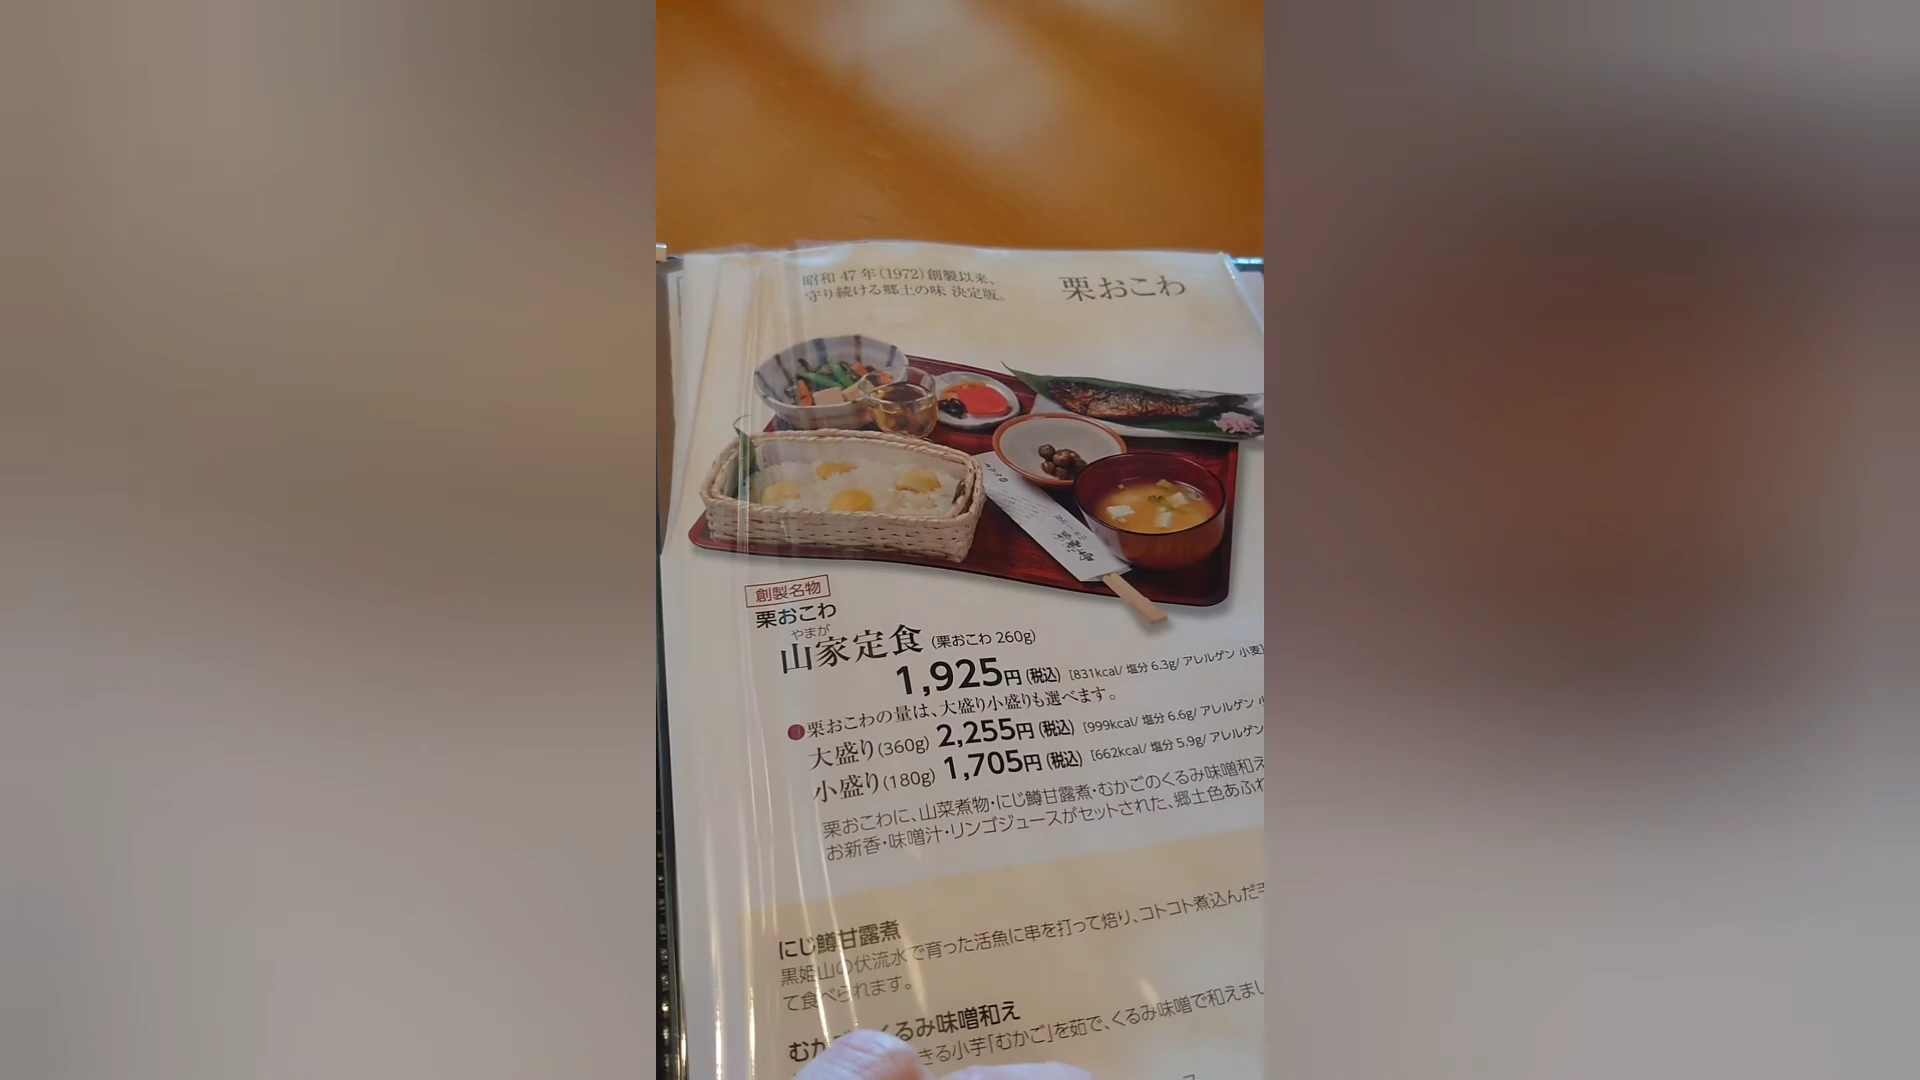 昭和 47 年(1972)創製以来、
守り続ける郷土の味 決定版。
栗おこわ
創製名物
栗おこわ
やまが
山家定食 (栗おこわ 260g)
1,925円(税込) [831kcal/ 塩分 6.3g/ アレルゲン 小麦]
●栗おこわの量は、大盛り小盛りも選べます。
大盛り(360g) 2,255円(税込) [999kcal/ 塩分 6.6g/ アレルゲン
小盛り(180g) 1,705円(税込) [662kcal/ 塩分 5.9g/ アレルゲン
栗おこわに、山菜煮物・にじ鱒甘露煮・むかごのくるみ味噌和え
お新香・味噌汁・リンゴジュースがセットされた、郷土色あふれ
にじ鱒甘露煮
黒姫山の伏流水で育った活魚に串を打って焙り、コトコト煮込んだ
て食べられます。
むか くるみ味噌和え
きる小芋「むかご」を茹で、くるみ味噌で和えまし